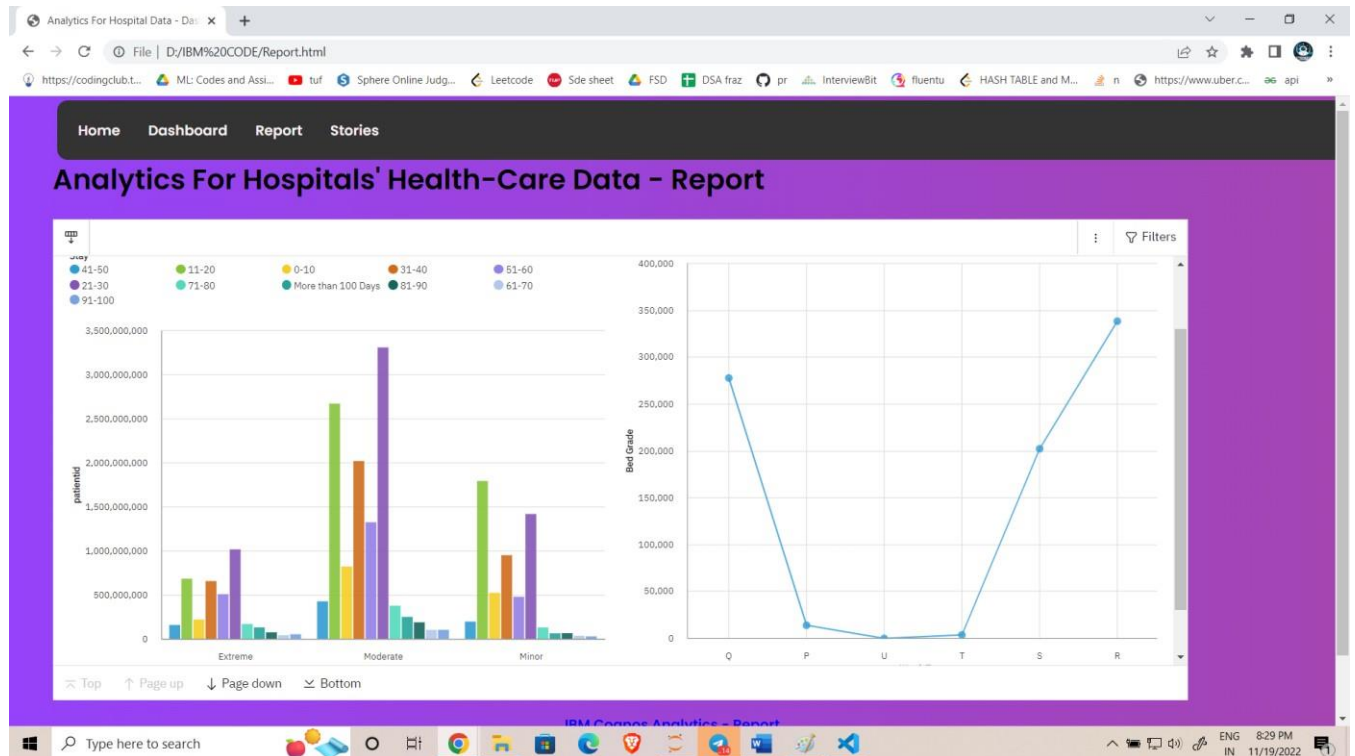 Analytics For Hospital Data - Das
File | D:/IBM%20CODE/Report.html
https://codingclub.t... ML: Codes and Assi... tuf Sphere Online Judg... Leetcode Sde sheet FSD DSA fraz pr InterviewBit fluentu HASH TABLE and M... n https://www.uber.c... api »
Home Dashboard Report Stories
Analytics For Hospitals' Health-Care Data - Report
Filters
Stay
41-50 11-20 0-10 31-40 51-60
21-30 71-80 More than 100 Days 81-90 61-70
91-100
3,500,000,000
3,000,000,000
2,500,000,000
2,000,000,000
1,500,000,000
1,000,000,000
500,000,000
0
patientid
Extreme Moderate Minor
400,000
350,000
300,000
250,000
200,000
150,000
100,000
50,000
0
Bed Grade
Q P U T S R
Top Page up Page down Bottom
IBM Cognos Analytics - Report
Type here to search
ENG 8:29 PM
IN 11/19/2022